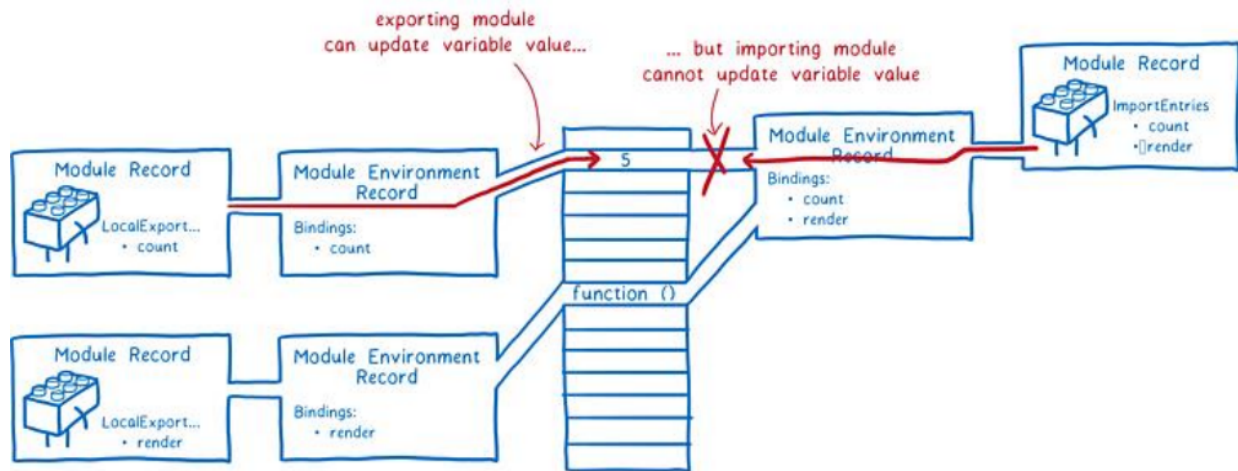 exporting module
can update variable value...
... but importing module
cannot update variable value
Module Record
ImportEntries
• count
• render
Module Environment
Record
Bindings:
• count
• render
5
function ()
Module Record
LocalExport...
• count
Module Environment
Record
Bindings:
• count
Module Record
LocalExport...
• render
Module Environment
Record
Bindings:
• render